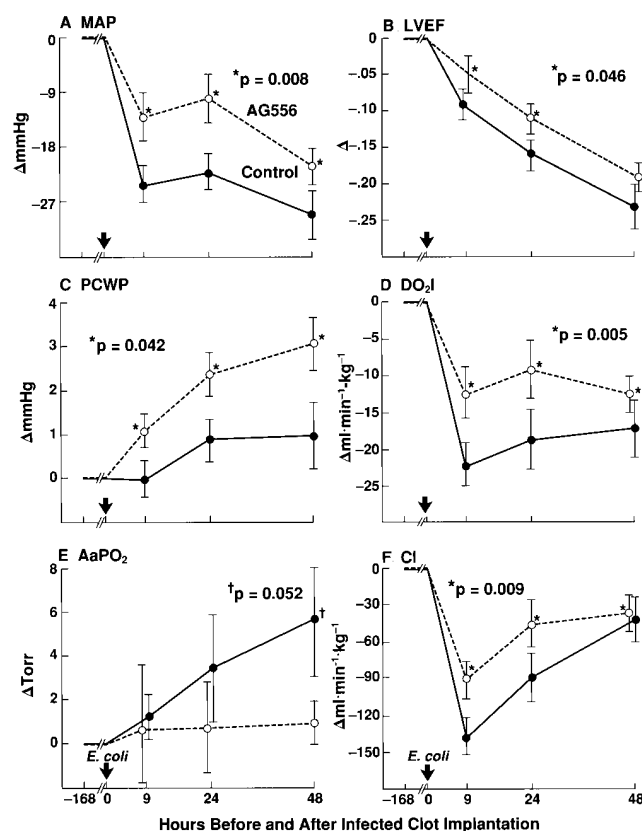 A MAP
0
−9
−18
−27
ΔmmHg
*p = 0.008
AG556
Control
*
*
*
B LVEF
0
−.05
−.10
−.15
−.20
−.25
Δ
*p = 0.046
*
*
C PCWP
4
3
2
1
0
ΔmmHg
*p = 0.042
*
*
*
D DO₂I
0
−5
−10
−15
−20
−25
Δml·min⁻¹·kg⁻¹
*p = 0.005
*
*
*
E AaPO₂
8
6
4
2
0
ΔTorr
†p = 0.052
†
E. coli
−168 0 9 24 48
F CI
−30
−60
−90
−120
−150
Δml·min⁻¹·kg⁻¹
*p = 0.009
*
*
*
E. coli
−168 0 9 24 48
Hours Before and After Infected Clot Implantation